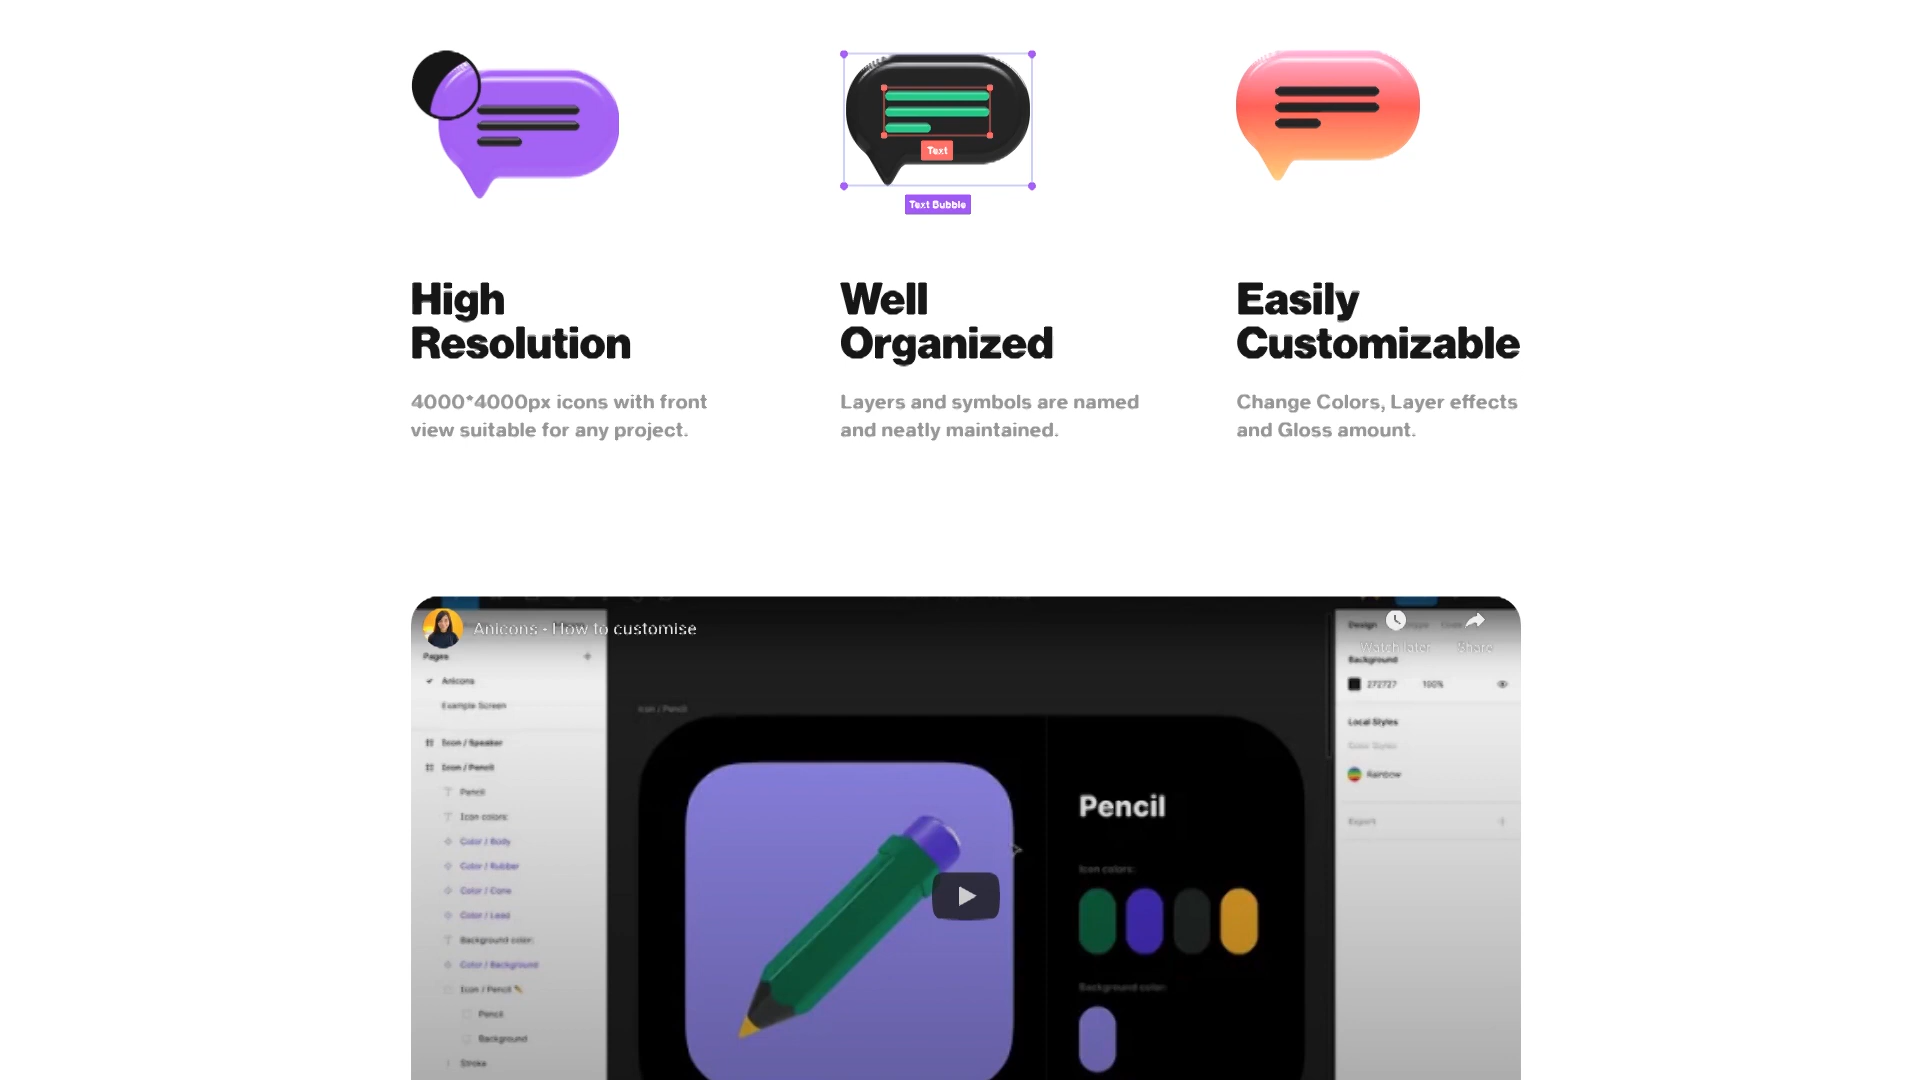 Text
Text Bubble
High
Resolution
4000*4000px icons with front
view suitable for any project.
Well
Organized
Layers and symbols are named
and neatly maintained.
Easily
Customizable
Change Colors, Layer effects
and Gloss amount.
Anicons - How to customise
Watch later
Share
Pages
Anicons
Example Screen
Icon / Speaker
Icon / Pencil
Pencil
Icon colors:
Color / Body
Color / Rubber
Color / Cone
Color / Lead
Background color:
Color / Background
Icon / Pencil
Pencil
Background
Stroke
Icon / Pencil
Pencil
Icon colors:
Background color:
Design
Background
272727 100%
Local Styles
Color Styles
Rainbow
Export